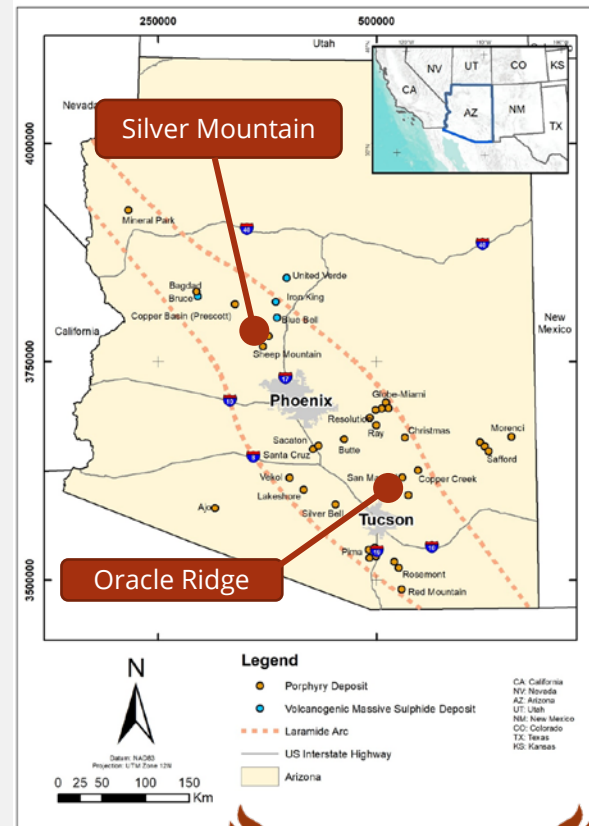 250000
500000
Utah
Nevada
NV
UT
CO
KS
CA
AZ
NM
TX
4000000
Silver Mountain
Mineral Park
40
40
United Verde
Bagdad
Bruce
Iron King
Copper Basin (Prescott)
Blue Bell
California
New
Mexico
Sheep Mountain
3750000
17
10
Phoenix
Globe-Miami
Resolution
Ray
Christmas
Morenci
Sacaton
Butte
Safford
Santa Cruz
8
Vekol
San Ma
Copper Creek
Lakeshore
Ajo
Silver Bell
Tucson
Pima
10
Oracle Ridge
Rosemont
3500000
Red Mountain
N
Datum: NAD83
Projection: UTM Zone 12N
0 25 50 100 150
Km
Legend
Porphyry Deposit
Volcanogenic Massive Sulphide Deposit
Laramide Arc
US Interstate Highway
Arizona
CA: California
NV: Nevada
AZ: Arizona
UT: Utah
NM: New Mexico
CO: Colorado
TX: Texas
KS: Kansas